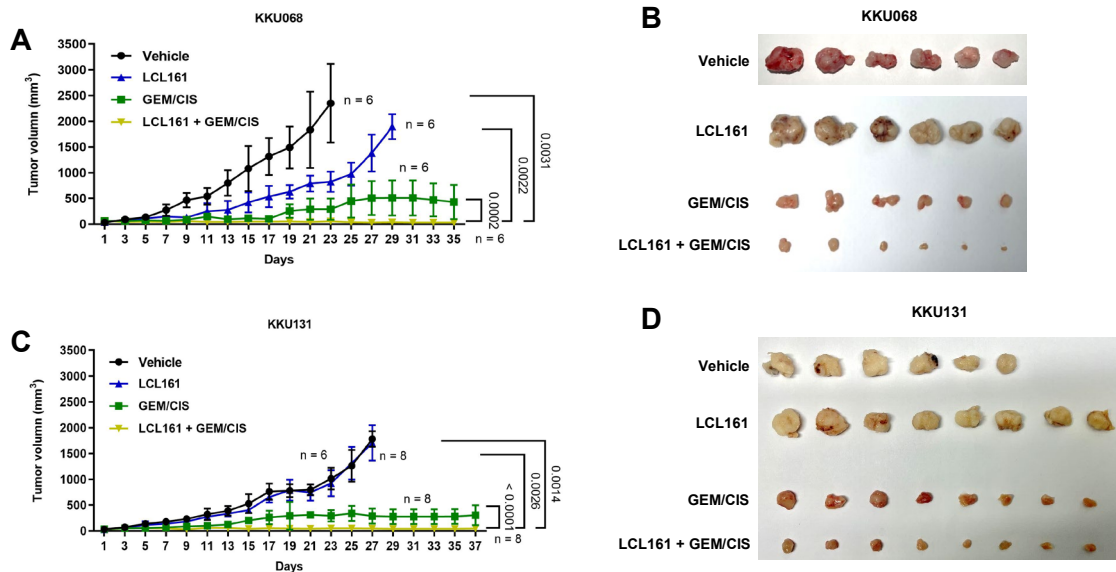 A
KKU068
Tumor volumn (mm3)
3500
3000
2500
2000
1500
1000
500
0
Vehicle
LCL161
GEM/CIS
LCL161 + GEM/CIS
n = 6
n = 6
n = 6
n = 6
0.0002
0.0022
0.0031
1 3 5 7 9 11 13 15 17 19 21 23 25 27 29 31 33 35
Days
B
KKU068
Vehicle
LCL161
GEM/CIS
LCL161 + GEM/CIS
C
KKU131
Tumor volumn (mm3)
3500
3000
2500
2000
1500
1000
500
0
Vehicle
LCL161
GEM/CIS
LCL161 + GEM/CIS
n = 6
n = 8
n = 8
n = 8
< 0.0001
0.0026
0.0014
1 3 5 7 9 11 13 15 17 19 21 23 25 27 29 31 33 35 37
Days
D
KKU131
Vehicle
LCL161
GEM/CIS
LCL161 + GEM/CIS